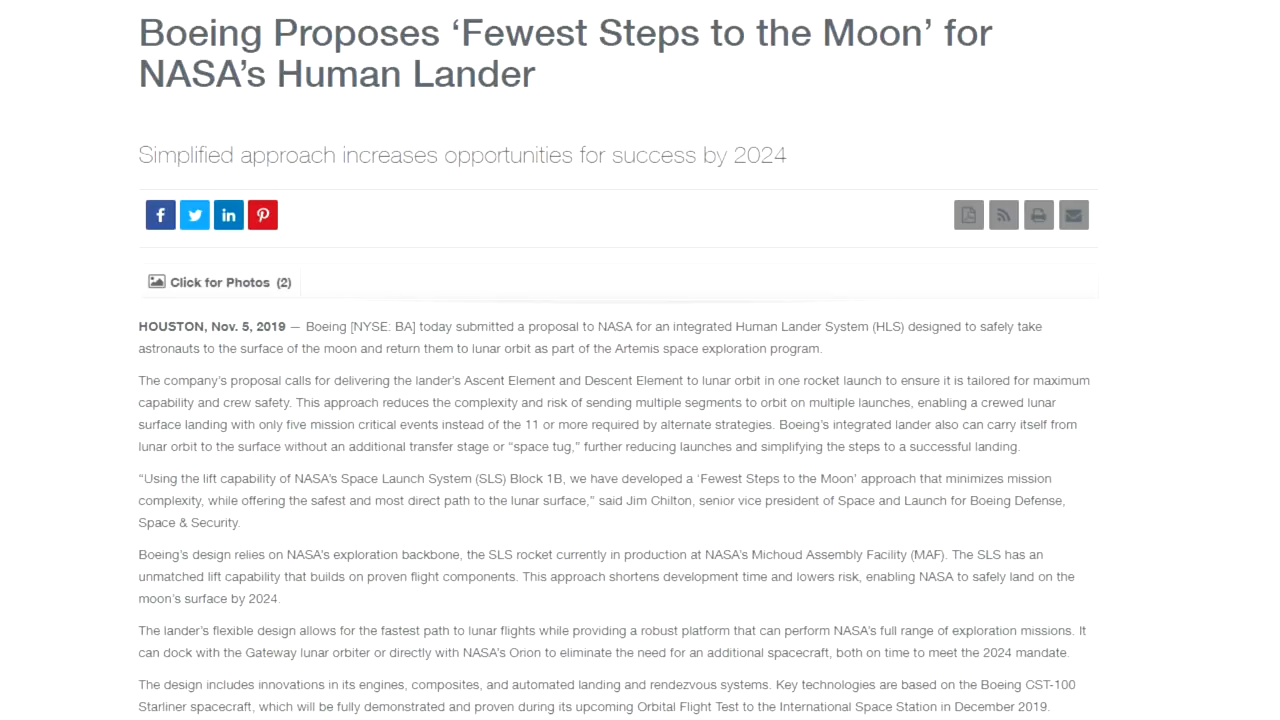 Boeing Proposes ‘Fewest Steps to the Moon’ for
NASA’s Human Lander
Simplified approach increases opportunities for success by 2024
Click for Photos (2)
HOUSTON, Nov. 5, 2019 — Boeing [NYSE: BA] today submitted a proposal to NASA for an integrated Human Lander System (HLS) designed to safely take
astronauts to the surface of the moon and return them to lunar orbit as part of the Artemis space exploration program.
The company’s proposal calls for delivering the lander’s Ascent Element and Descent Element to lunar orbit in one rocket launch to ensure it is tailored for maximum
capability and crew safety. This approach reduces the complexity and risk of sending multiple segments to orbit on multiple launches, enabling a crewed lunar
surface landing with only five mission critical events instead of the 11 or more required by alternate strategies. Boeing’s integrated lander also can carry itself from
lunar orbit to the surface without an additional transfer stage or “space tug,” further reducing launches and simplifying the steps to a successful landing.
“Using the lift capability of NASA’s Space Launch System (SLS) Block 1B, we have developed a ‘Fewest Steps to the Moon’ approach that minimizes mission
complexity, while offering the safest and most direct path to the lunar surface,” said Jim Chilton, senior vice president of Space and Launch for Boeing Defense,
Space & Security.
Boeing’s design relies on NASA’s exploration backbone, the SLS rocket currently in production at NASA’s Michoud Assembly Facility (MAF). The SLS has an
unmatched lift capability that builds on proven flight components. This approach shortens development time and lowers risk, enabling NASA to safely land on the
moon’s surface by 2024.
The lander’s flexible design allows for the fastest path to lunar flights while providing a robust platform that can perform NASA’s full range of exploration missions. It
can dock with the Gateway lunar orbiter or directly with NASA’s Orion to eliminate the need for an additional spacecraft, both on time to meet the 2024 mandate.
The design includes innovations in its engines, composites, and automated landing and rendezvous systems. Key technologies are based on the Boeing CST-100
Starliner spacecraft, which will be fully demonstrated and proven during its upcoming Orbital Flight Test to the International Space Station in December 2019.